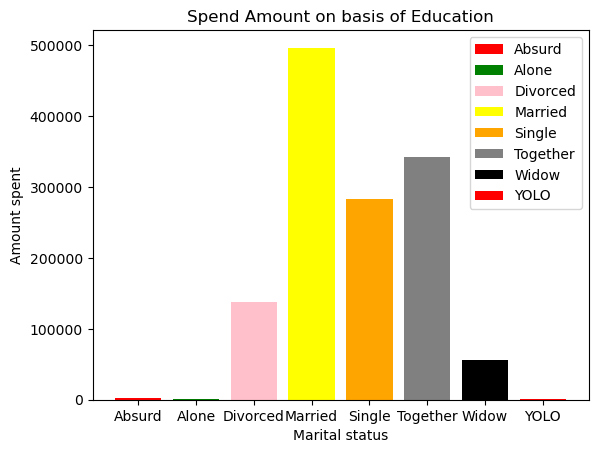 Spend Amount on basis of Education
Amount spent
500000
400000
300000
200000
100000
0
Absurd
Alone
Divorced
Married
Single
Together
Widow
YOLO
Absurd Alone Divorced Married Single Together Widow YOLO
Marital status